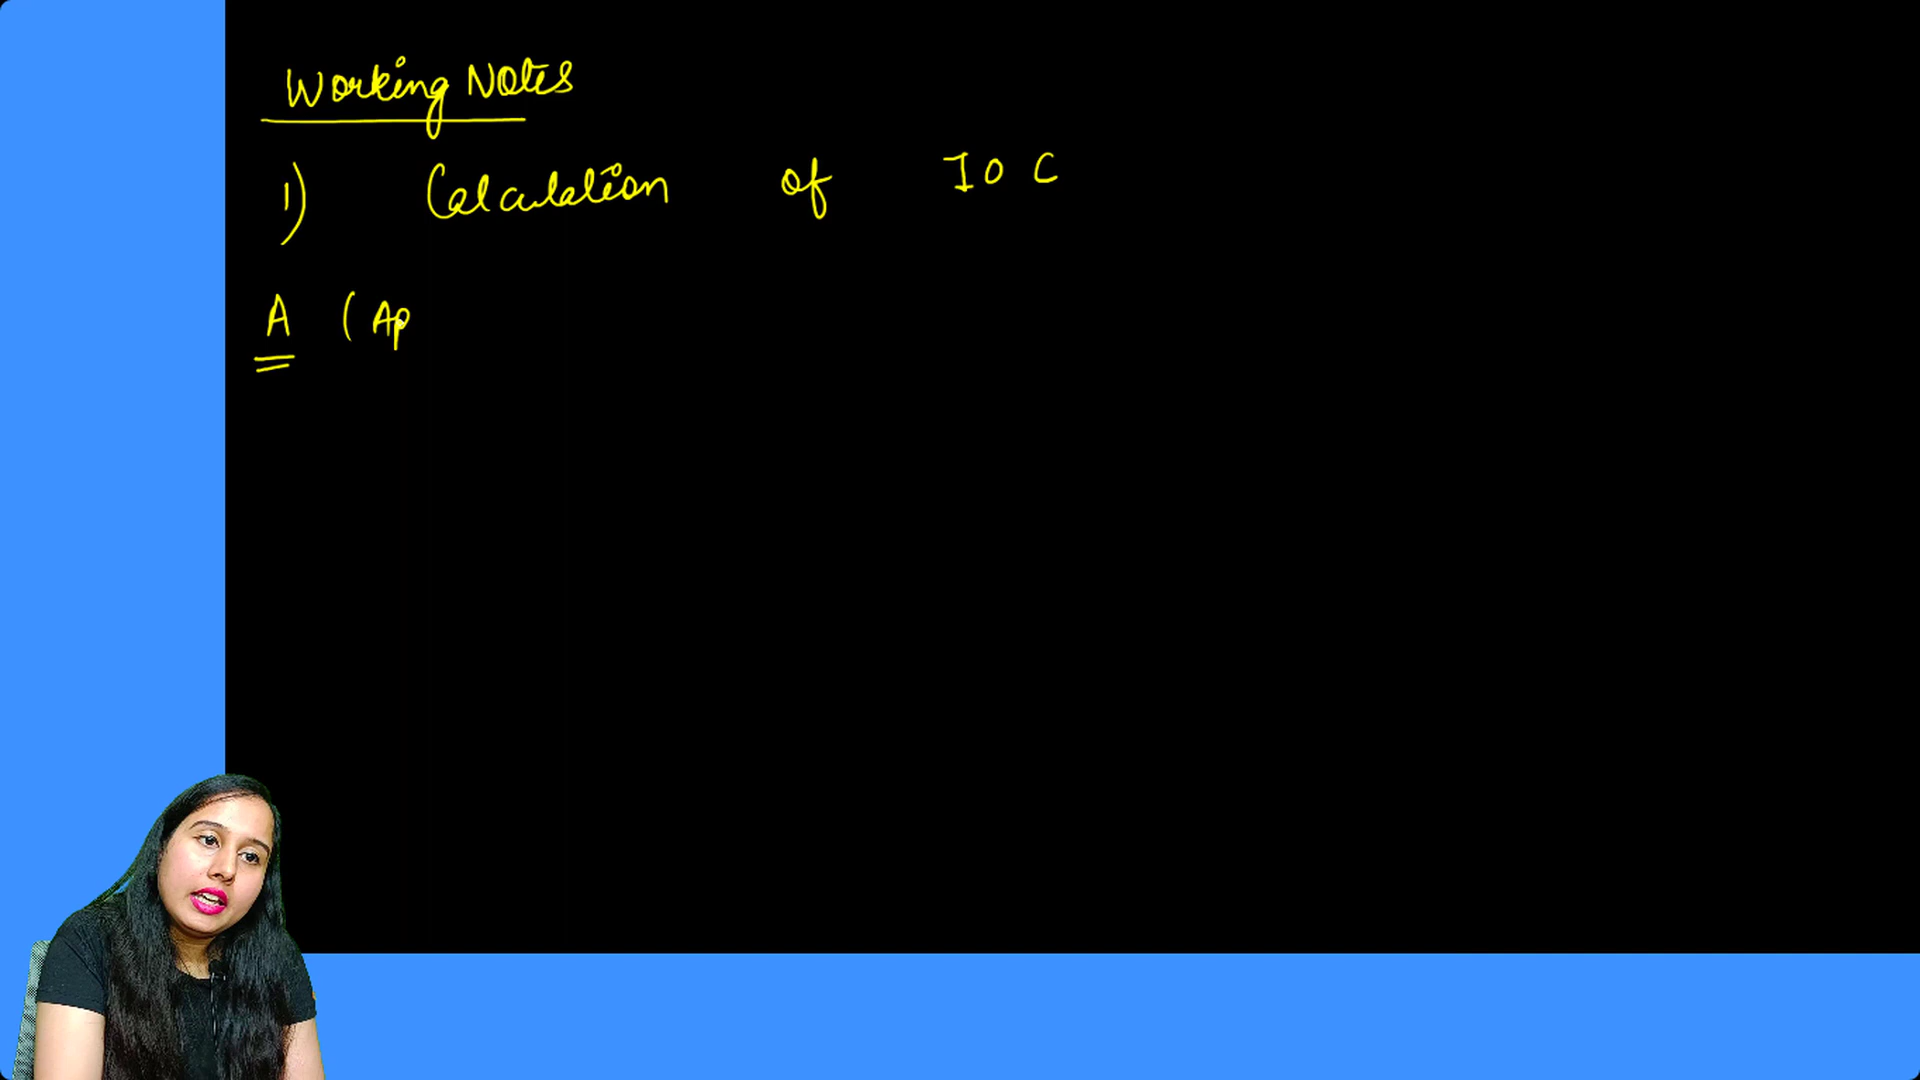 Working Notes
1) Calculation of IOC
A (Ap